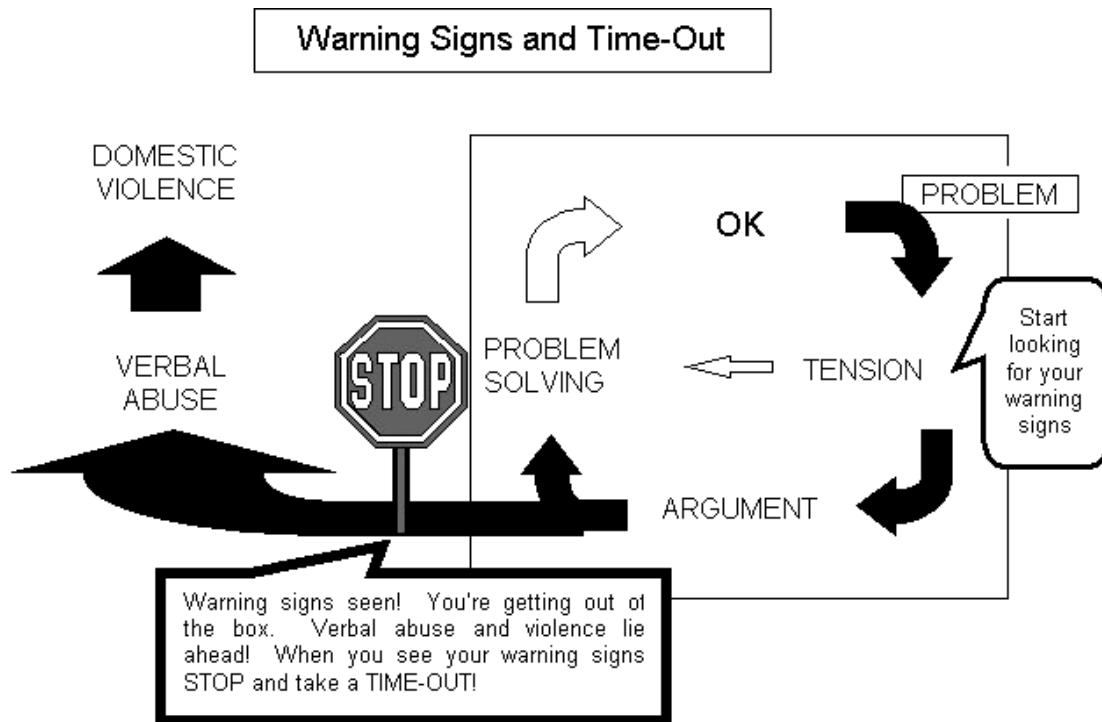 Warning Signs and Time-Out
DOMESTIC
VIOLENCE
PROBLEM
OK
Start
looking
for your
warning
signs
STOP
PROBLEM
SOLVING
TENSION
VERBAL
ABUSE
ARGUMENT
Warning signs seen! You're getting out of
the box. Verbal abuse and violence lie
ahead! When you see your warning signs
STOP and take a TIME-OUT!